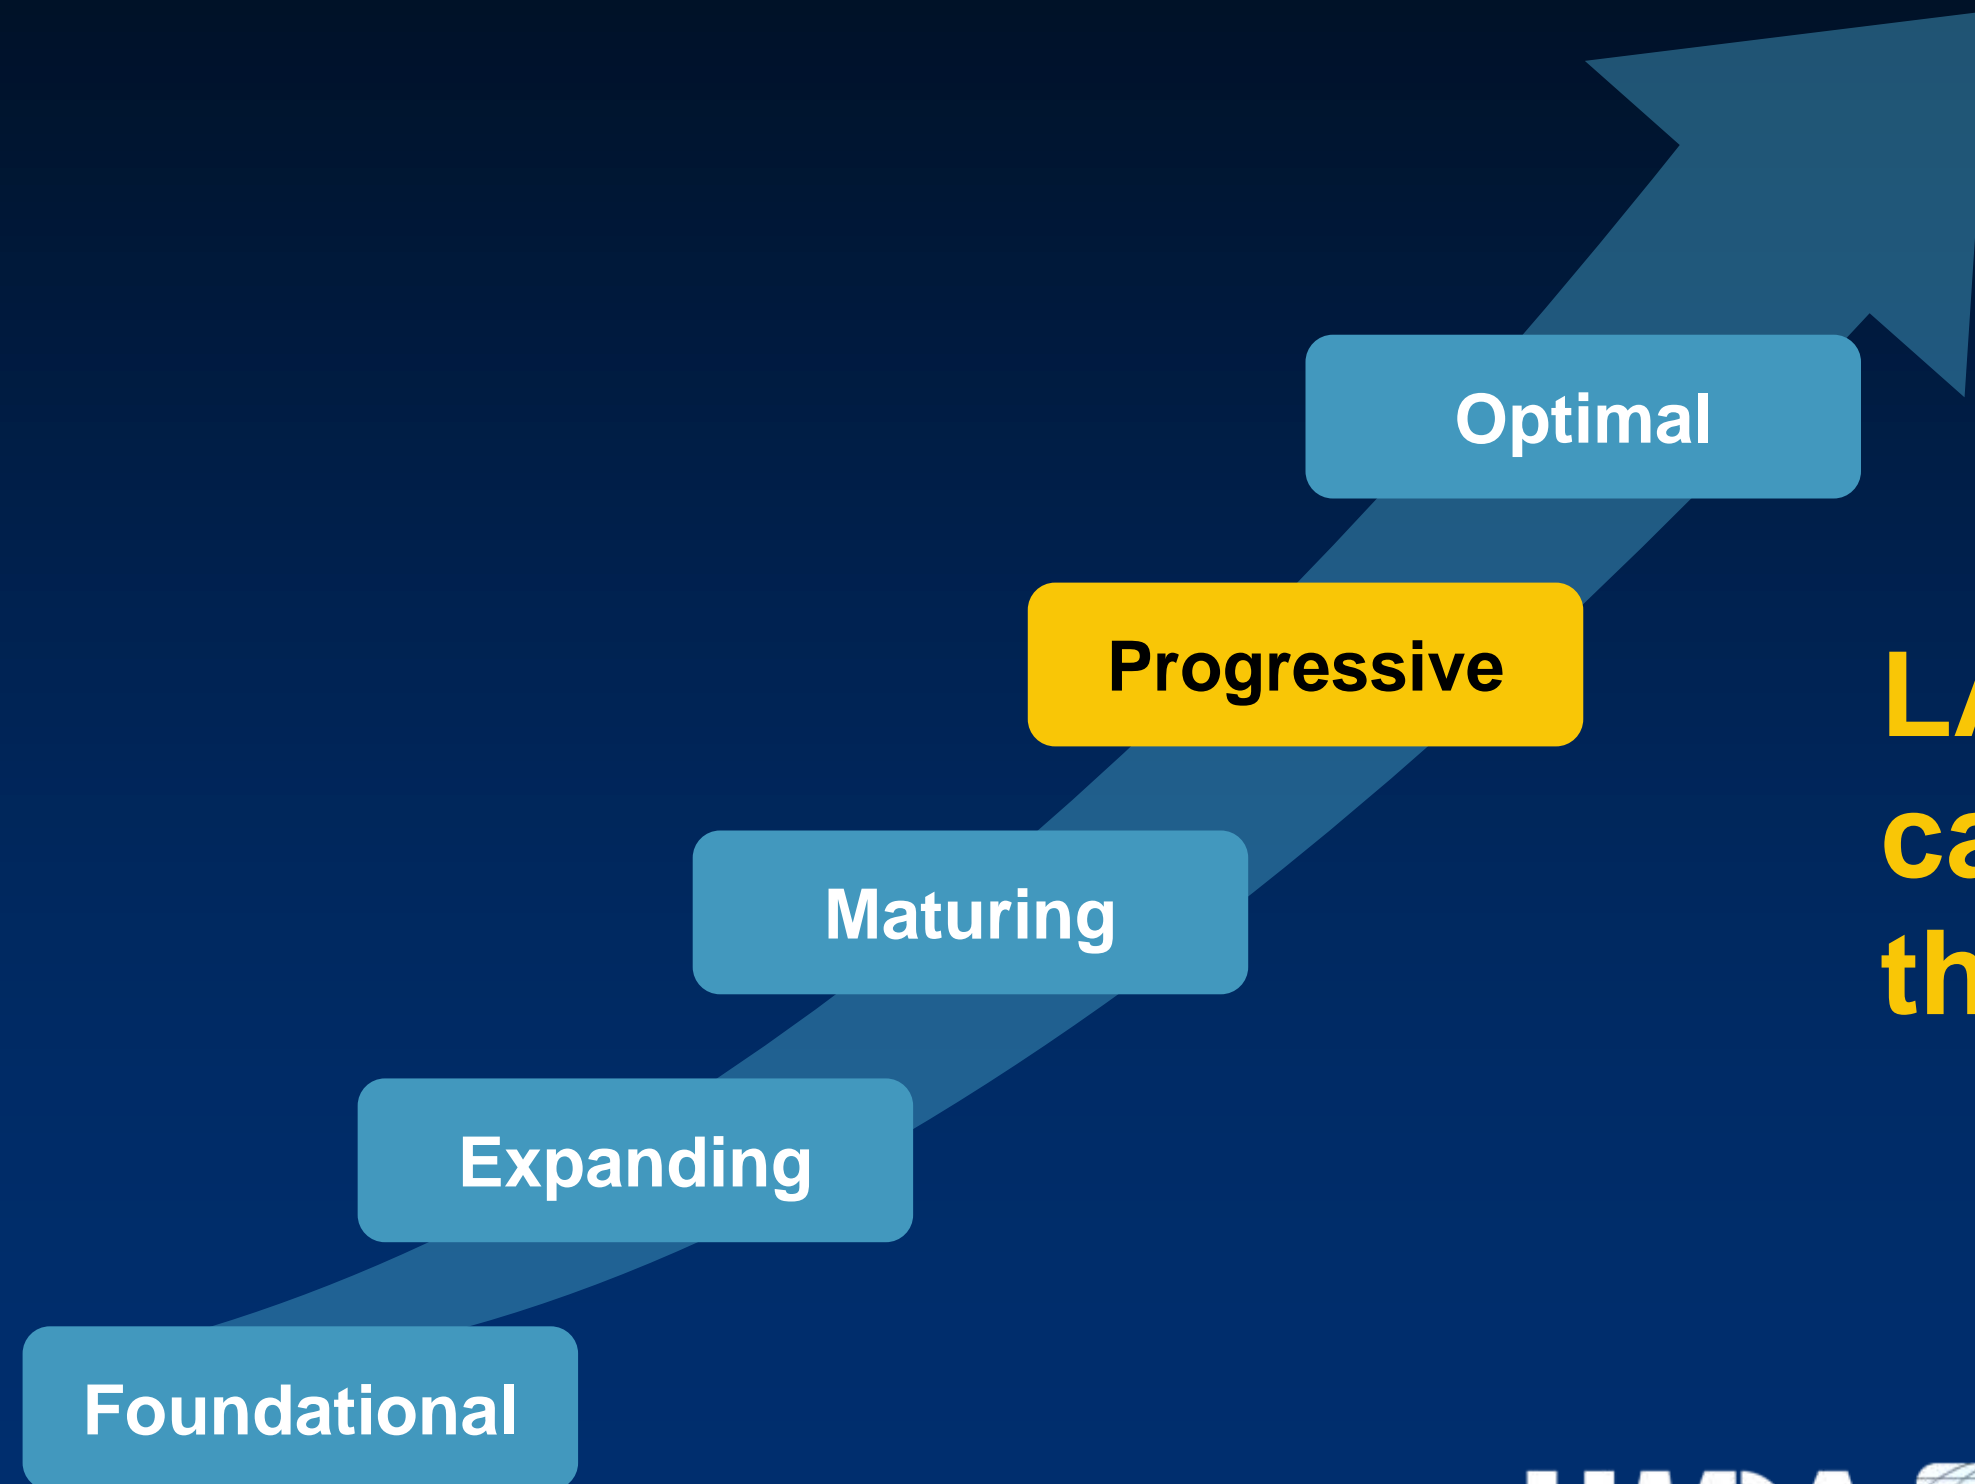 Optimal
Progressive
Maturing
Expanding
Foundational